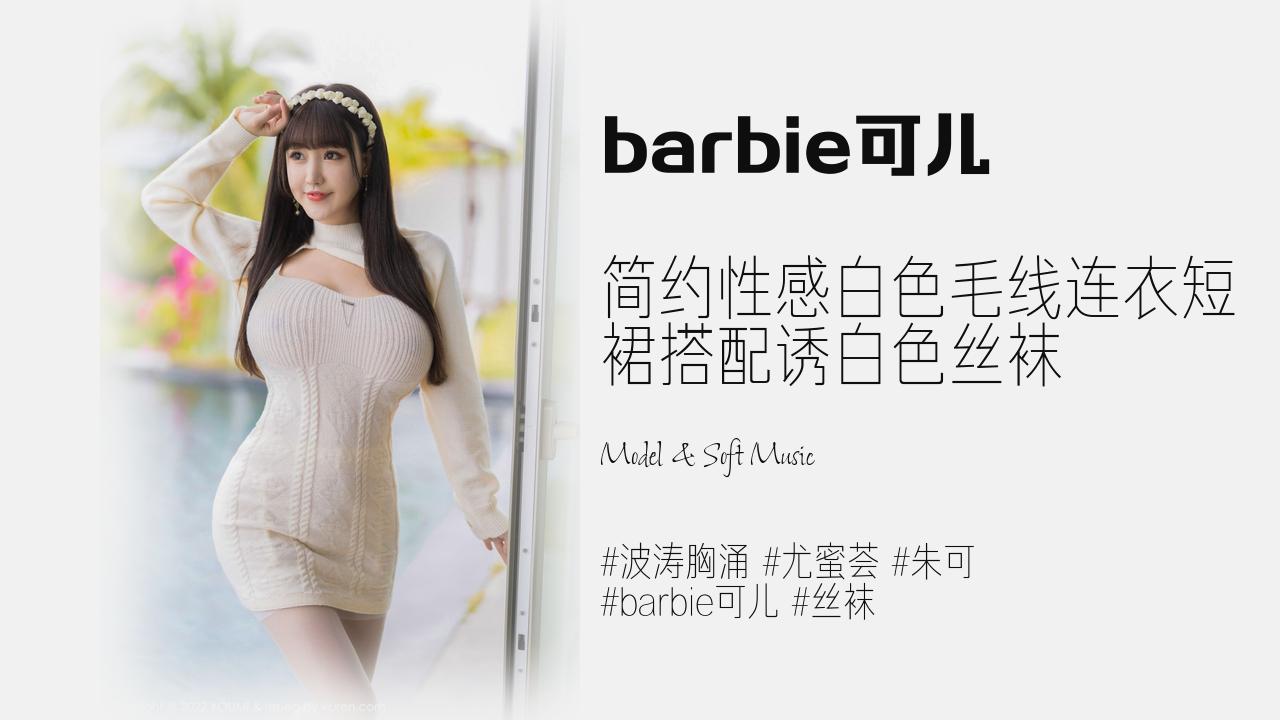 barbie可儿
简约性感白色毛线连衣短
裙搭配诱白色丝袜
Model & Soft Music
#波涛胸涌 #尤蜜荟 #朱可
#barbie可儿 #丝袜